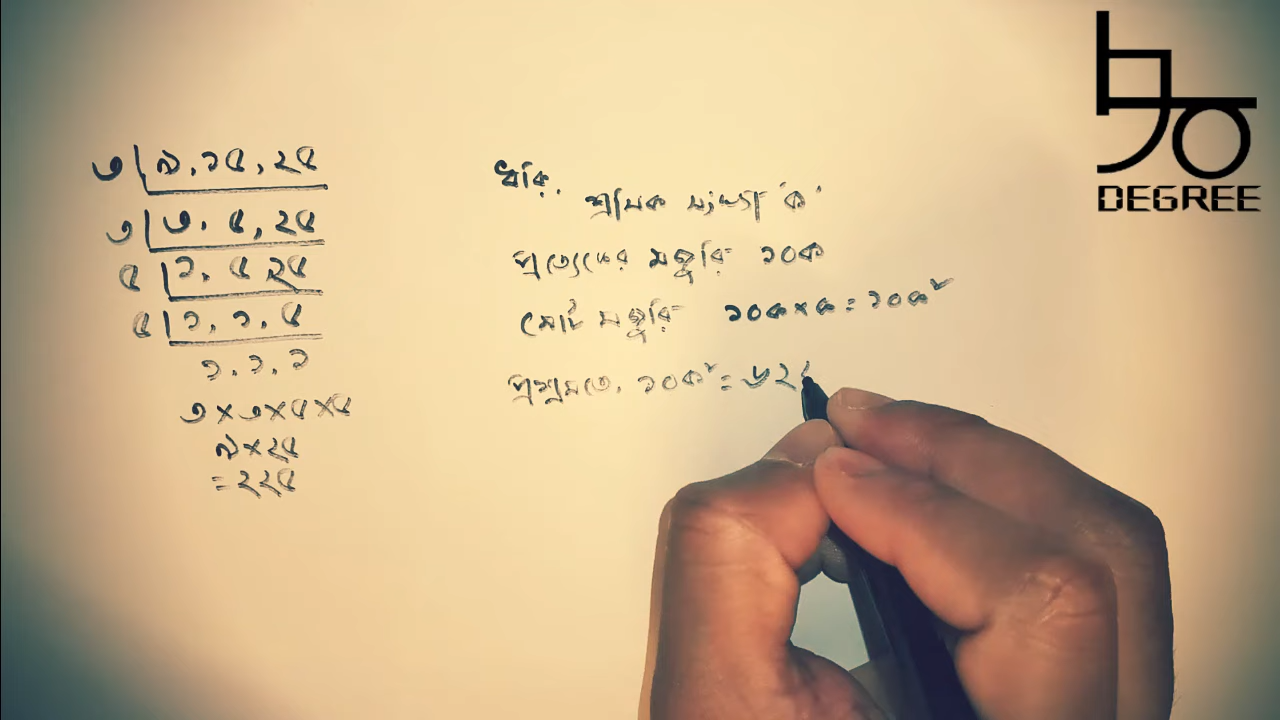 ৩ | ৯, ১৫, ২৫
৩ | ৩, ৫, ২৫
৫ | ১, ৫ ২৫
৫ | ১, ১, ৫
১, ১, ১
৩ × ৩ × ৫ × ৫
৯ × ২৫
= ২২৫
ধরি,
শ্রমিক সংখ্যা 'ক'
প্রত্যেকের মজুরি ১০ক
মোট মজুরি ১০ক × ক = ১০ক²
প্রশ্নমতে, ১০ক² = ৬২
DEGREE